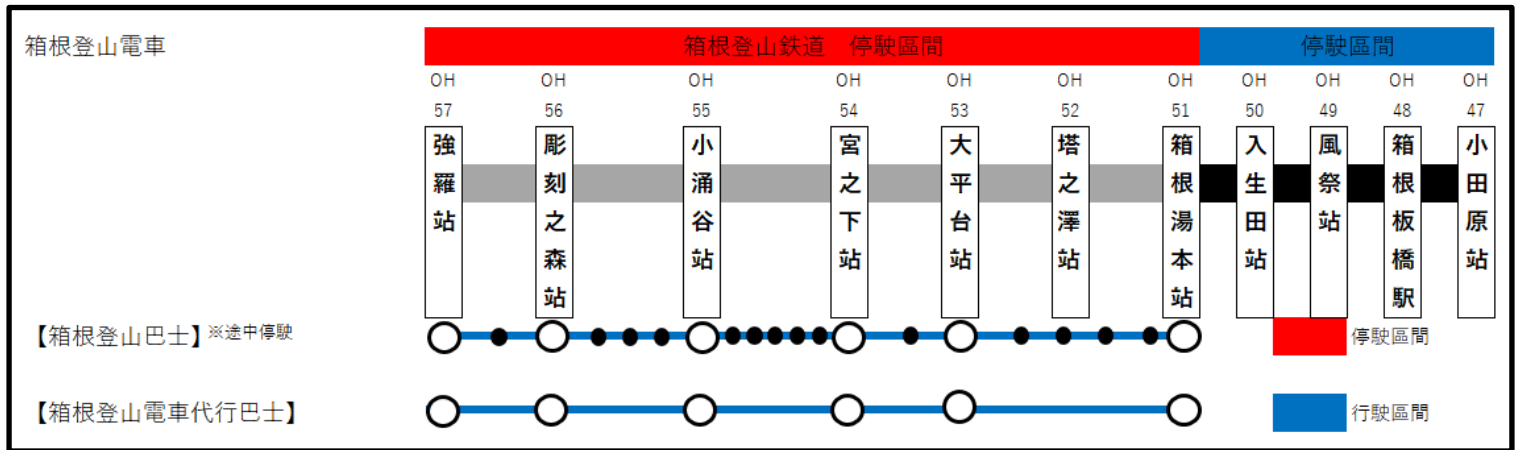 箱根登山電車
箱根登山鉄道　停駛區間
停駛區間
OH OH OH OH OH OH OH OH OH OH OH
57 56 55 54 53 52 51 50 49 48 47
強羅站
彫刻之森站
小涌谷站
宮之下站
大平台站
塔之澤站
箱根湯本站
入生田站
風祭站
箱根板橋駅
小田原站
【箱根登山巴士】※途中停駛
停駛區間
【箱根登山電車代行巴士】
行駛區間